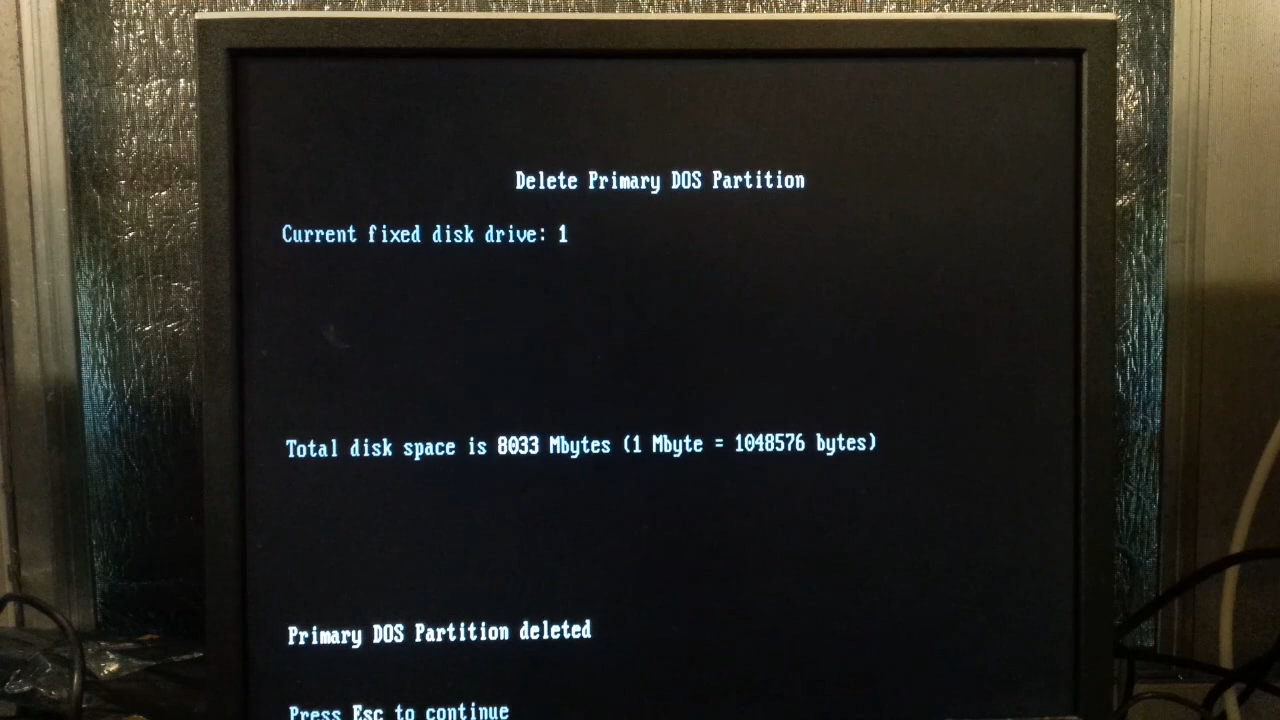 Delete Primary DOS Partition
Current fixed disk drive: 1
Total disk space is 8033 Mbytes (1 Mbyte = 1048576 bytes)
Primary DOS Partition deleted
Press Esc to continue